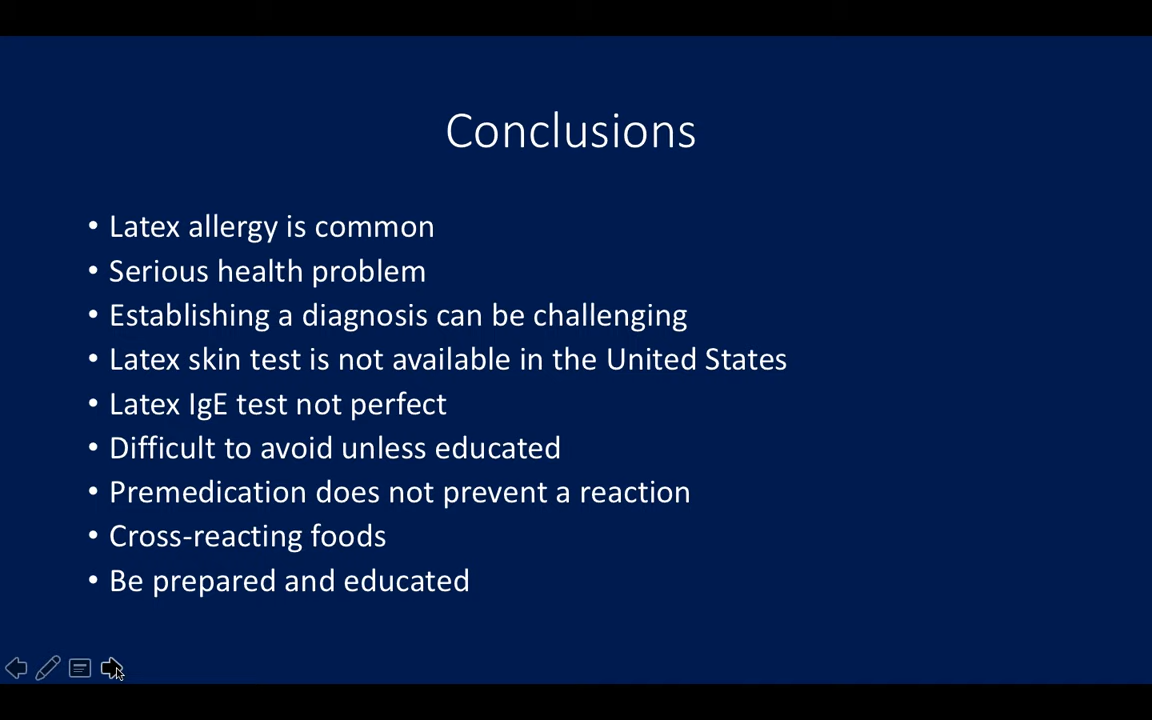 Conclusions
• Latex allergy is common
• Serious health problem
• Establishing a diagnosis can be challenging
• Latex skin test is not available in the United States
• Latex IgE test not perfect
• Difficult to avoid unless educated
• Premedication does not prevent a reaction
• Cross-reacting foods
• Be prepared and educated